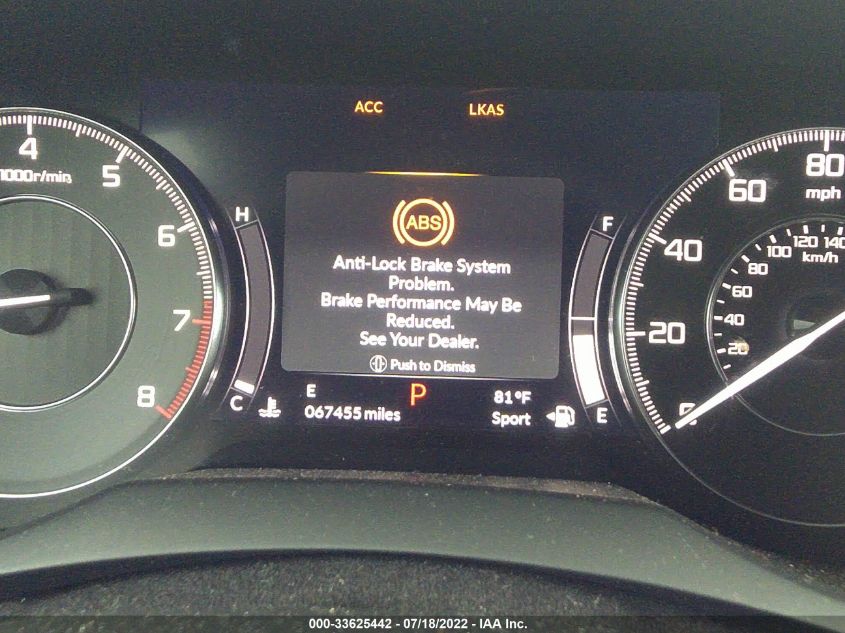 ACC
LKAS
4
1000r/min
5
6
7
8
H
C
ABS
Anti-Lock Brake System
Problem.
Brake Performance May Be
Reduced.
See Your Dealer.
Push to Dismiss
E
067455 miles
P
81°F
Sport
F
E
0
20
40
60
80
mph
20
40
60
80
100
120
140
km/h
000-33625442 - 07/18/2022 - IAA Inc.